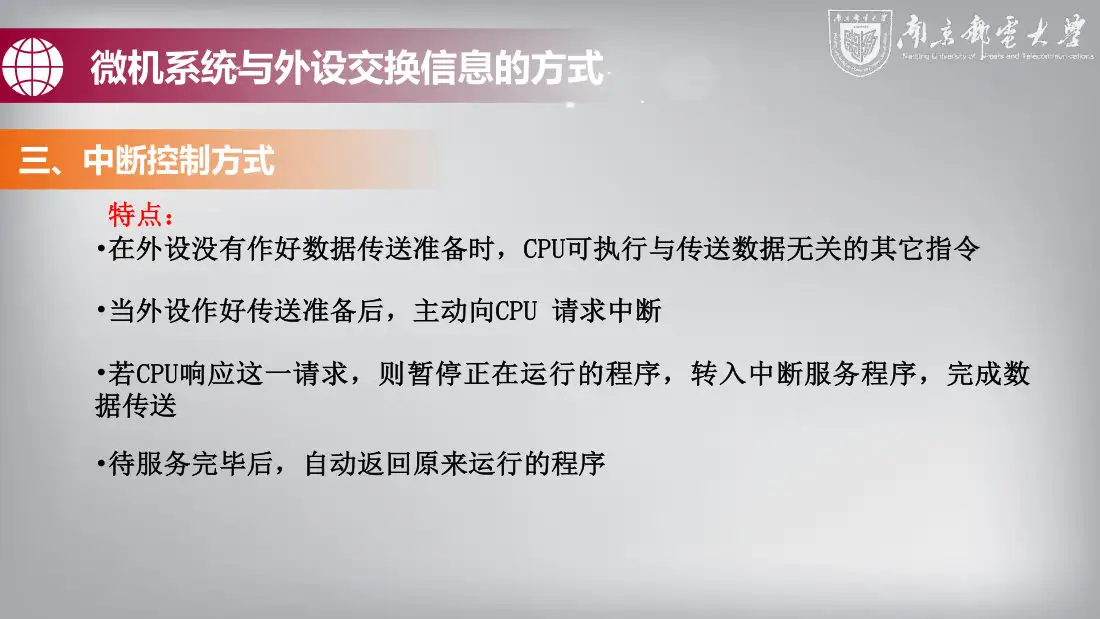 微机系统与外设交换信息的方式
南京邮电大学
Nanjing University of Posts and Telecommunications
三、中断控制方式
特点:
•在外设没有作好数据传送准备时，CPU可执行与传送数据无关的其它指令
•当外设作好传送准备后，主动向CPU 请求中断
•若CPU响应这一请求，则暂停正在运行的程序，转入中断服务程序，完成数
据传送
•待服务完毕后，自动返回原来运行的程序